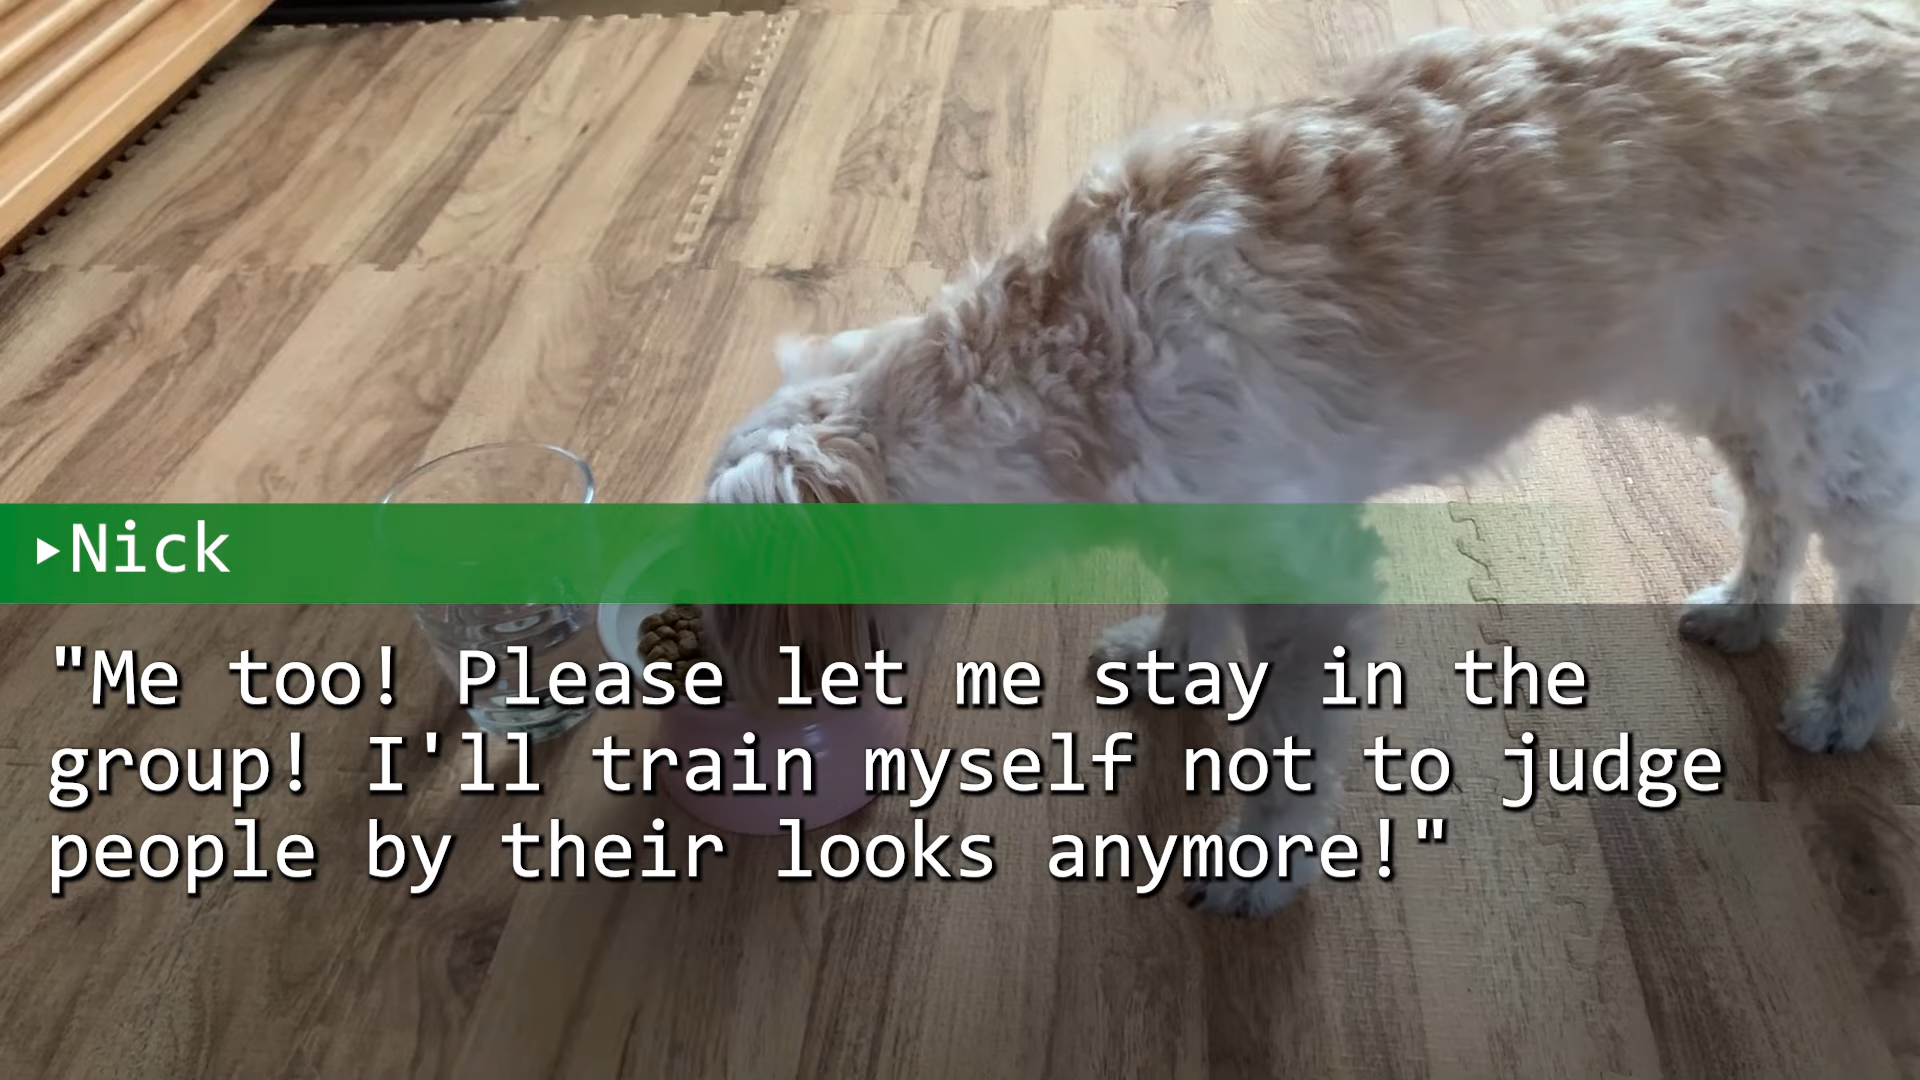 ▶Nick
"Me too! Please let me stay in the
group! I'll train myself not to judge
people by their looks anymore!"